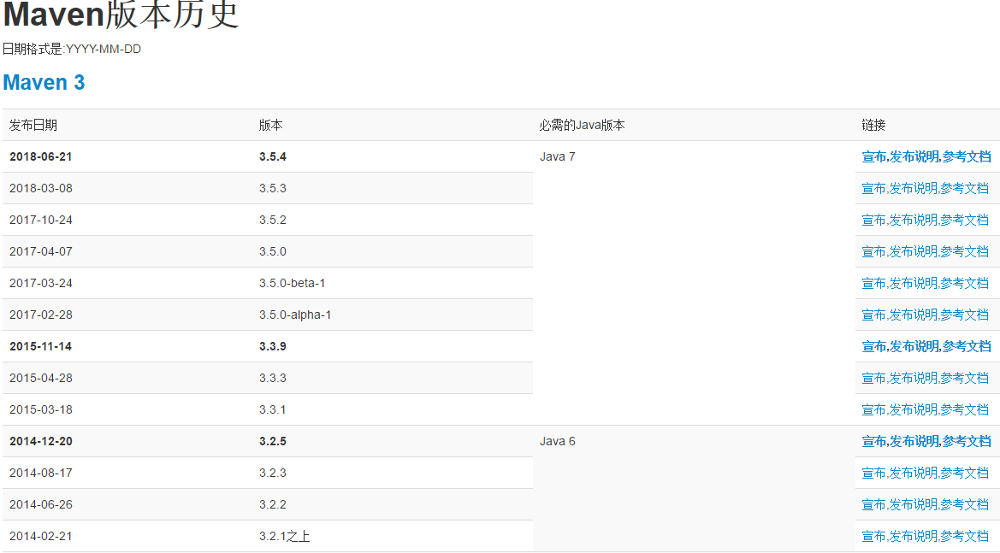 Maven版本历史
日期格式是:YYYY-MM-DD
Maven 3
发布日期 版本 必需的Java版本 链接
2018-06-21 3.5.4 Java 7 宣布,发布说明,参考文档
2018-03-08 3.5.3 宣布,发布说明,参考文档
2017-10-24 3.5.2 宣布,发布说明,参考文档
2017-04-07 3.5.0 宣布,发布说明,参考文档
2017-03-24 3.5.0-beta-1 宣布,发布说明,参考文档
2017-02-28 3.5.0-alpha-1 宣布,发布说明,参考文档
2015-11-14 3.3.9 宣布,发布说明,参考文档
2015-04-28 3.3.3 宣布,发布说明,参考文档
2015-03-18 3.3.1 宣布,发布说明,参考文档
2014-12-20 3.2.5 Java 6 宣布,发布说明,参考文档
2014-08-17 3.2.3 宣布,发布说明,参考文档
2014-06-26 3.2.2 宣布,发布说明,参考文档
2014-02-21 3.2.1之上 宣布,发布说明,参考文档